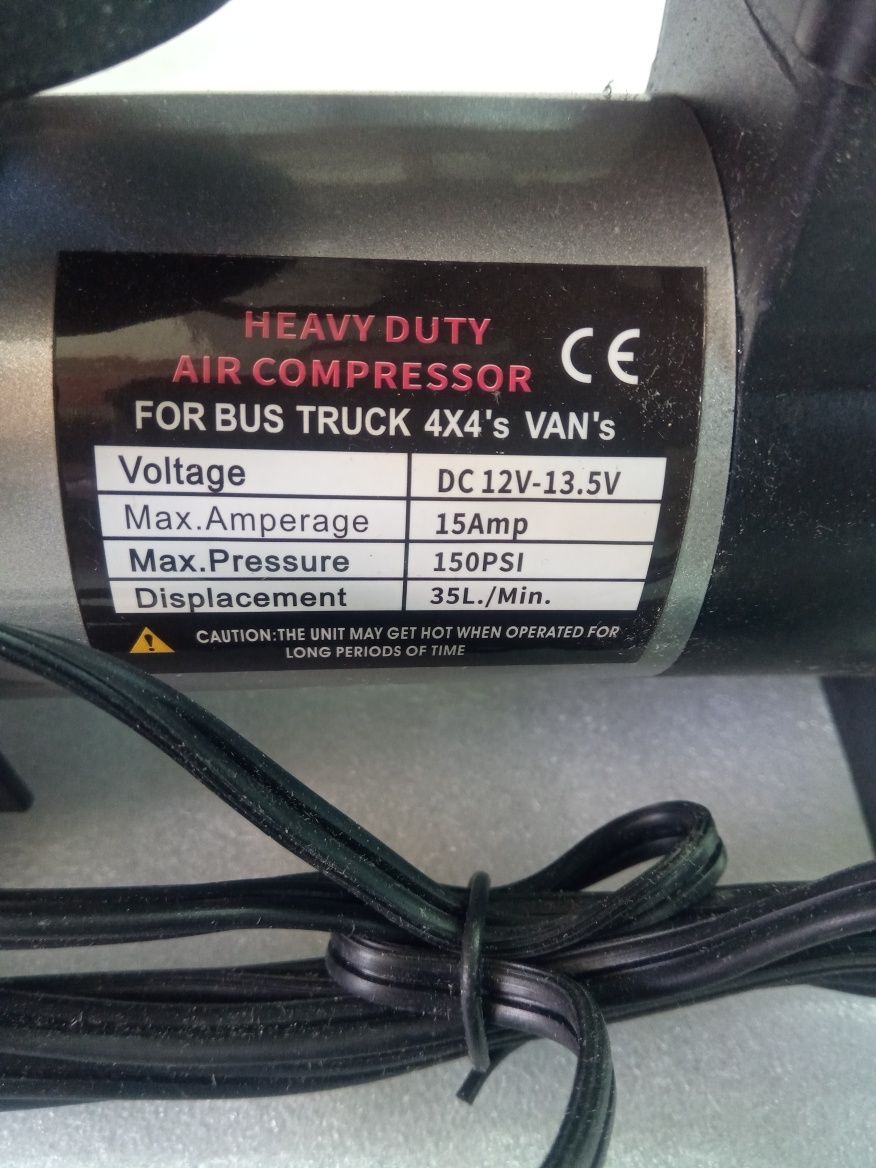 HEAVY DUTY
AIR COMPRESSOR
CE
FOR BUS TRUCK 4X4's VAN's
Voltage DC 12V-13.5V
Max.Amperage 15Amp
Max.Pressure 150PSI
Displacement 35L./Min.
CAUTION:THE UNIT MAY GET HOT WHEN OPERATED FOR
LONG PERIODS OF TIME